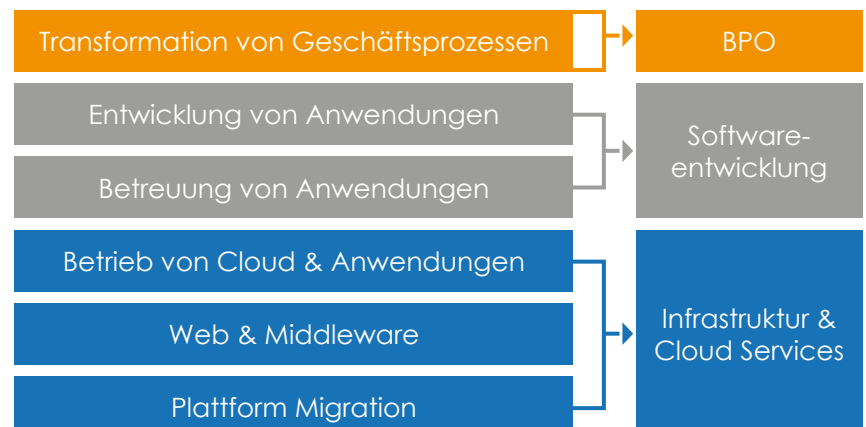 Transformation von Geschäftsprozessen
BPO
Entwicklung von Anwendungen
Betreuung von Anwendungen
Software-
entwicklung
Betrieb von Cloud & Anwendungen
Web & Middleware
Plattform Migration
Infrastruktur &
Cloud Services